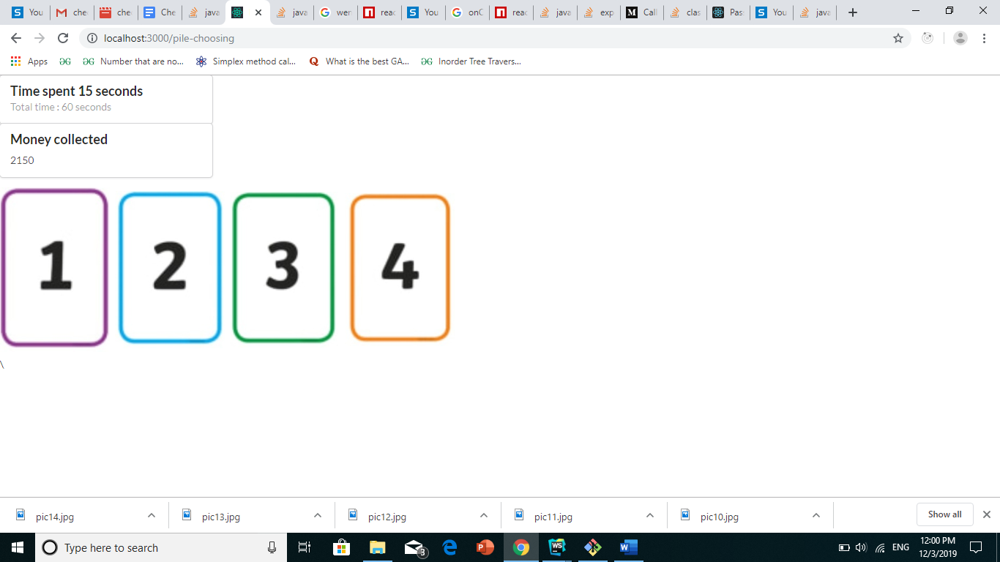 You
che
che
Che
java
java
wer
reac
You
onC
reac
java
exp
Call
clas
Pas
You
java
localhost:3000/pile-choosing
Apps
Number that are no...
Simplex method cal...
What is the best GA...
Inorder Tree Travers...
Time spent 15 seconds
Total time : 60 seconds
Money collected
2150
1 2 3 4
\
pic14.jpg
pic13.jpg
pic12.jpg
pic11.jpg
pic10.jpg
Show all
Type here to search
3
ENG
12:00 PM
12/3/2019